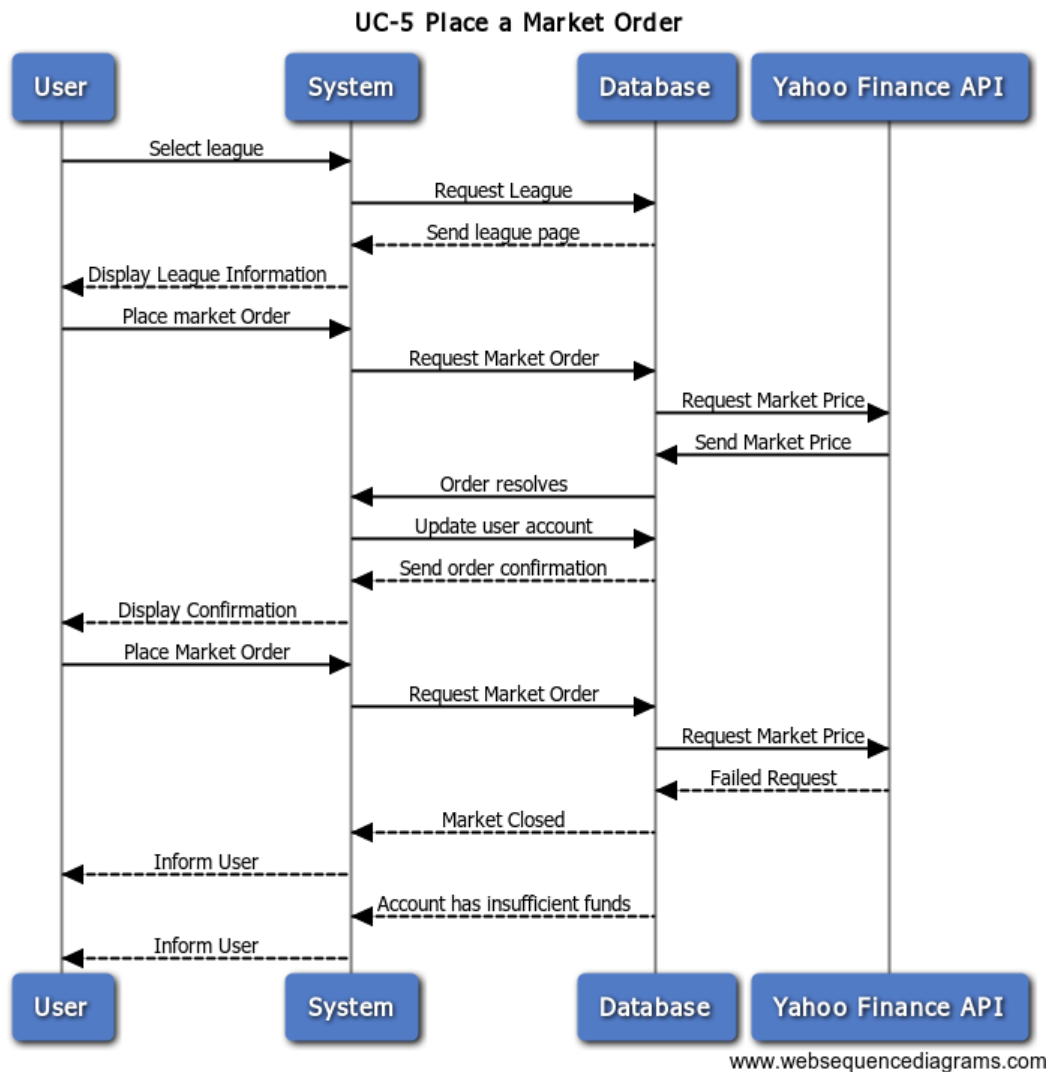 UC-5 Place a Market Order
User
System
Database
Yahoo Finance API
Select league
Request League
Send league page
Display League Information
Place market Order
Request Market Order
Request Market Price
Send Market Price
Order resolves
Update user account
Send order confirmation
Display Confirmation
Place Market Order
Request Market Order
Request Market Price
Failed Request
Market Closed
Inform User
Account has insufficient funds
Inform User
User
System
Database
Yahoo Finance API
www.websequencediagrams.com